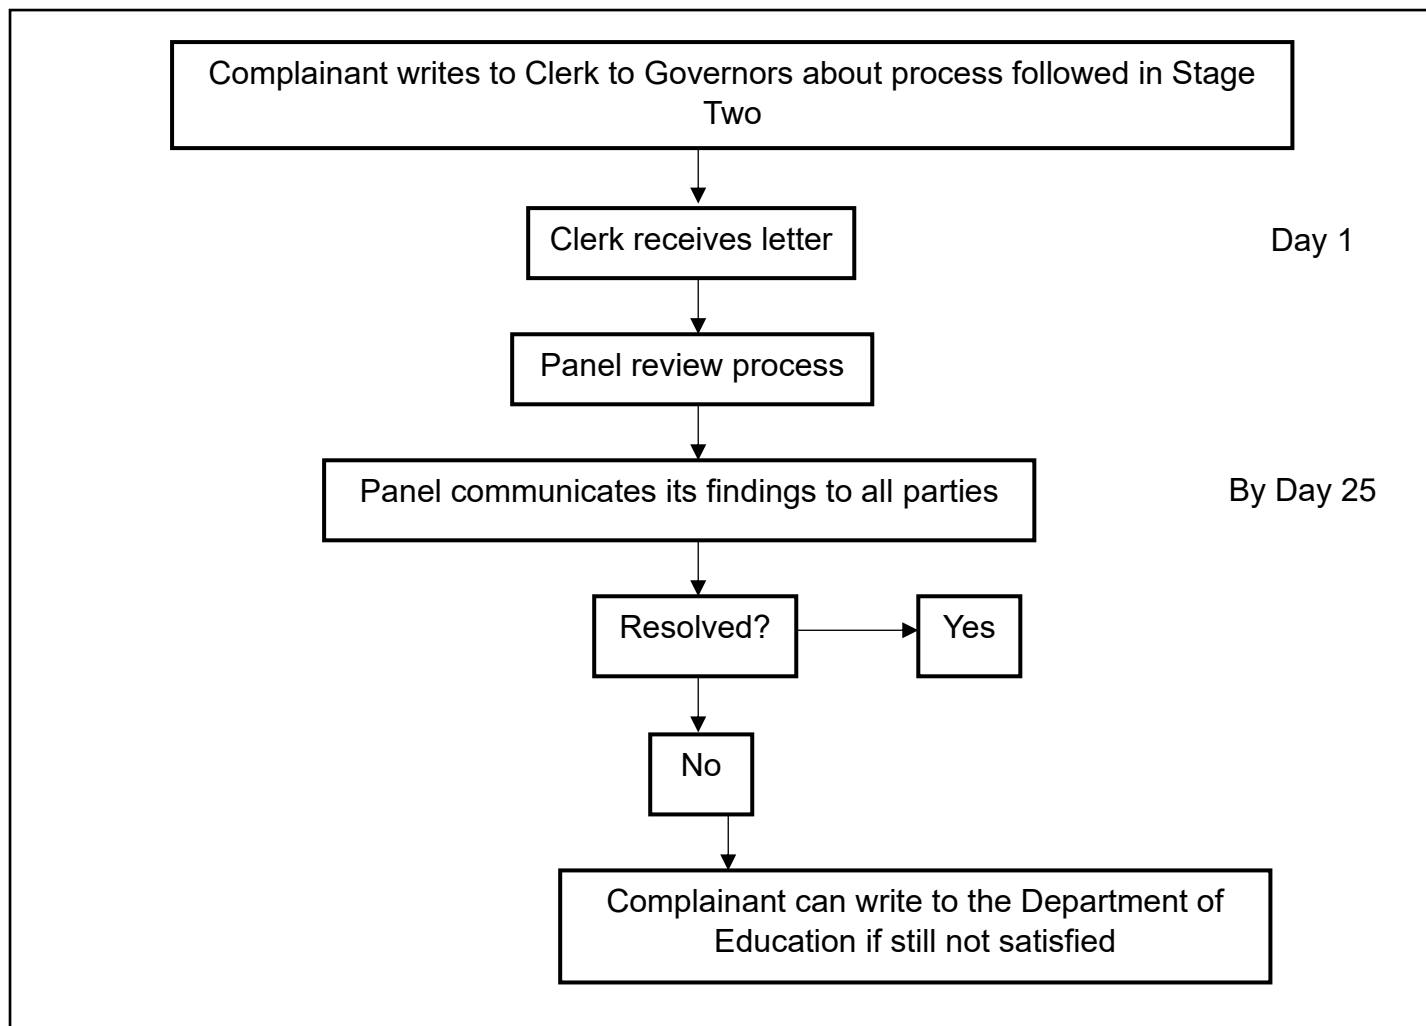 Complainant writes to Clerk to Governors about process followed in Stage
Two
Clerk receives letter
Day 1
Panel review process
Panel communicates its findings to all parties
By Day 25
Resolved?
Yes
No
Complainant can write to the Department of
Education if still not satisfied